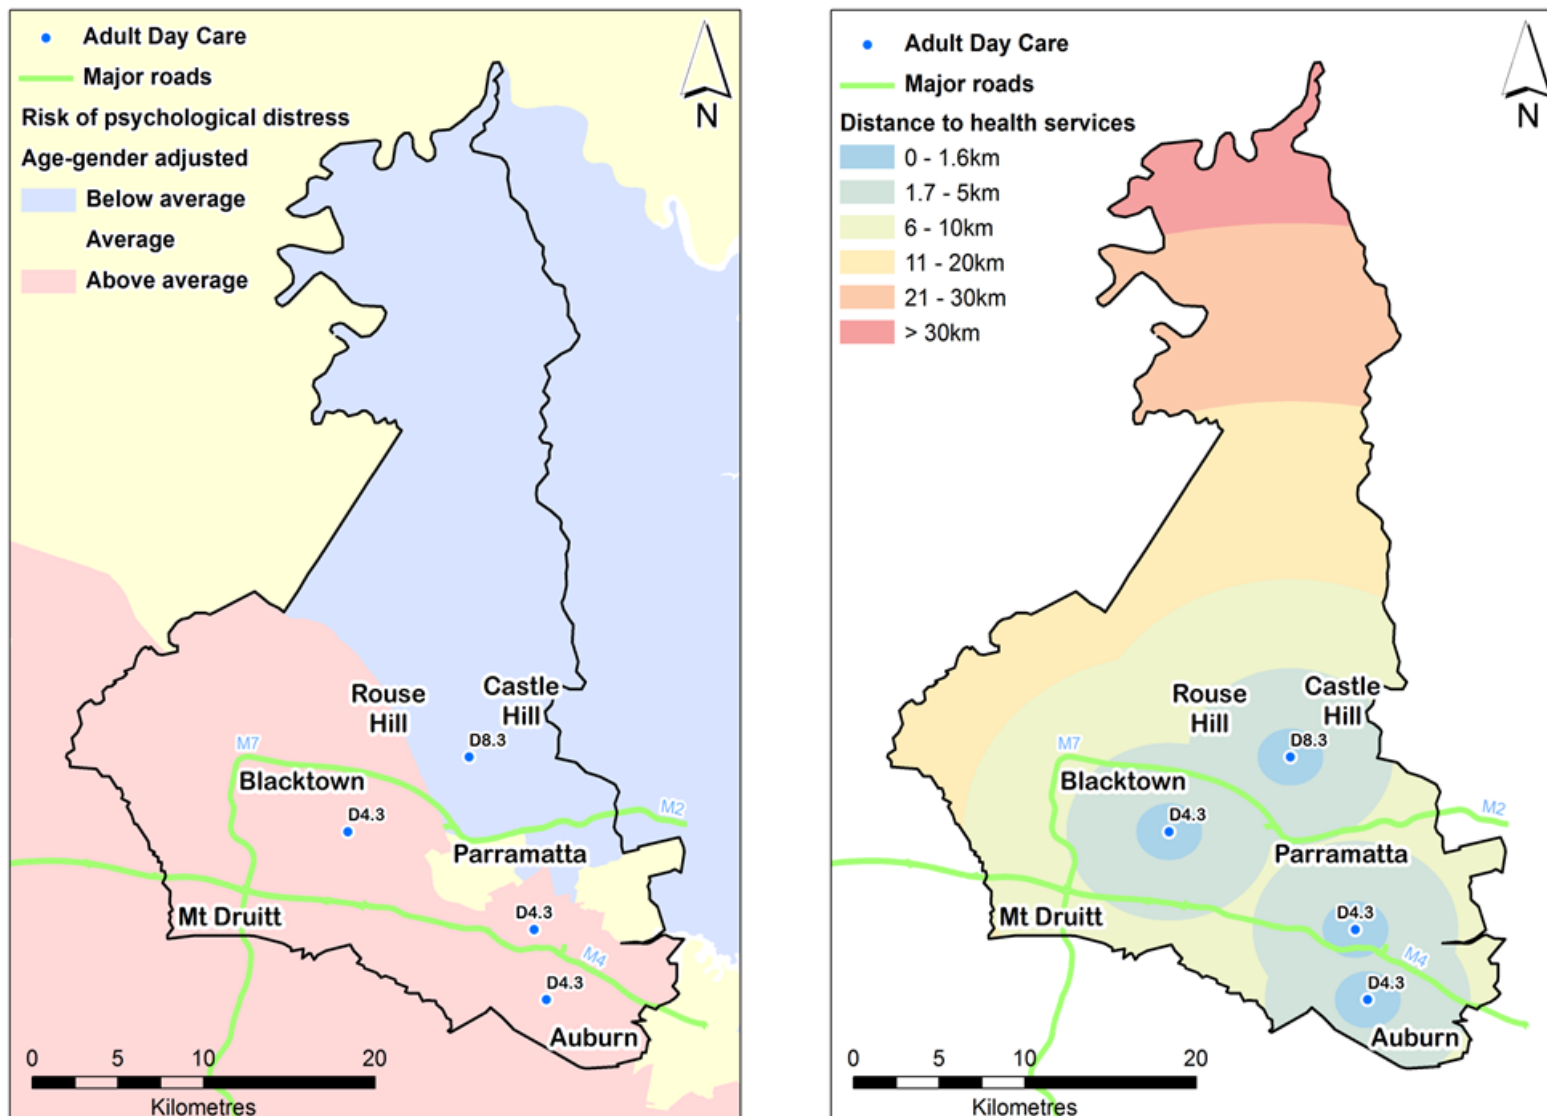 Adult Day Care
Major roads
Risk of psychological distress
Age-gender adjusted
Below average
Average
Above average
N
Rouse
Hill
Castle
Hill
D8.3
M7
Blacktown
D4.3
M2
Parramatta
Mt Druitt
D4.3
M4
D4.3
Auburn
0 5 10 20
Kilometres
Adult Day Care
Major roads
Distance to health services
0 - 1.6km
1.7 - 5km
6 - 10km
11 - 20km
21 - 30km
> 30km
N
Rouse
Hill
Castle
Hill
D8.3
M7
Blacktown
D4.3
M2
Parramatta
Mt Druitt
D4.3
M4
D4.3
Auburn
0 5 10 20
Kilometres